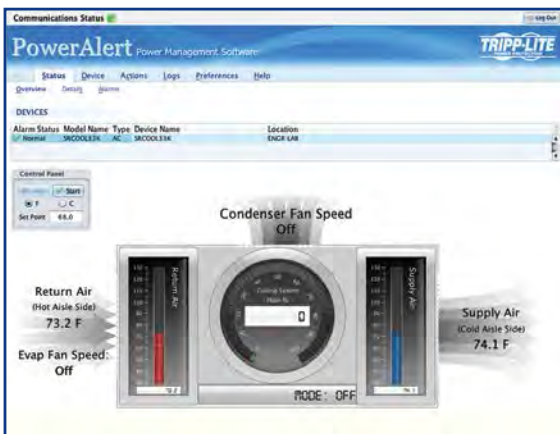 Communications Status
Log Out
PowerAlert Power Management Software
TRIPP-LITE
Status Device Actions Logs Preferences Help
Overview Details Alarms
DEVICES
Alarm Status Model Name Type Device Name Location
Normal SRCOOL33K AC SRCOOL33K ENGR LAB
Control Panel
Start
F C
Set Point 68.0
Condenser Fan Speed
Off
Return Air
(Hot Aisle Side)
73.2 F
Evap Fan Speed:
Off
Return Air
0
Supply Air
MODE: OFF
Supply Air
(Cold Aisle Side)
74.1 F